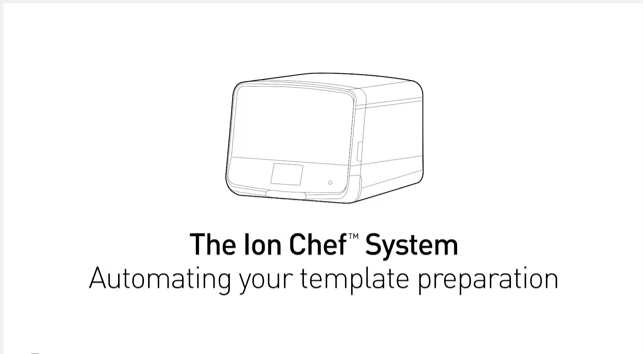 The Ion Chef™ System
Automating your template preparation